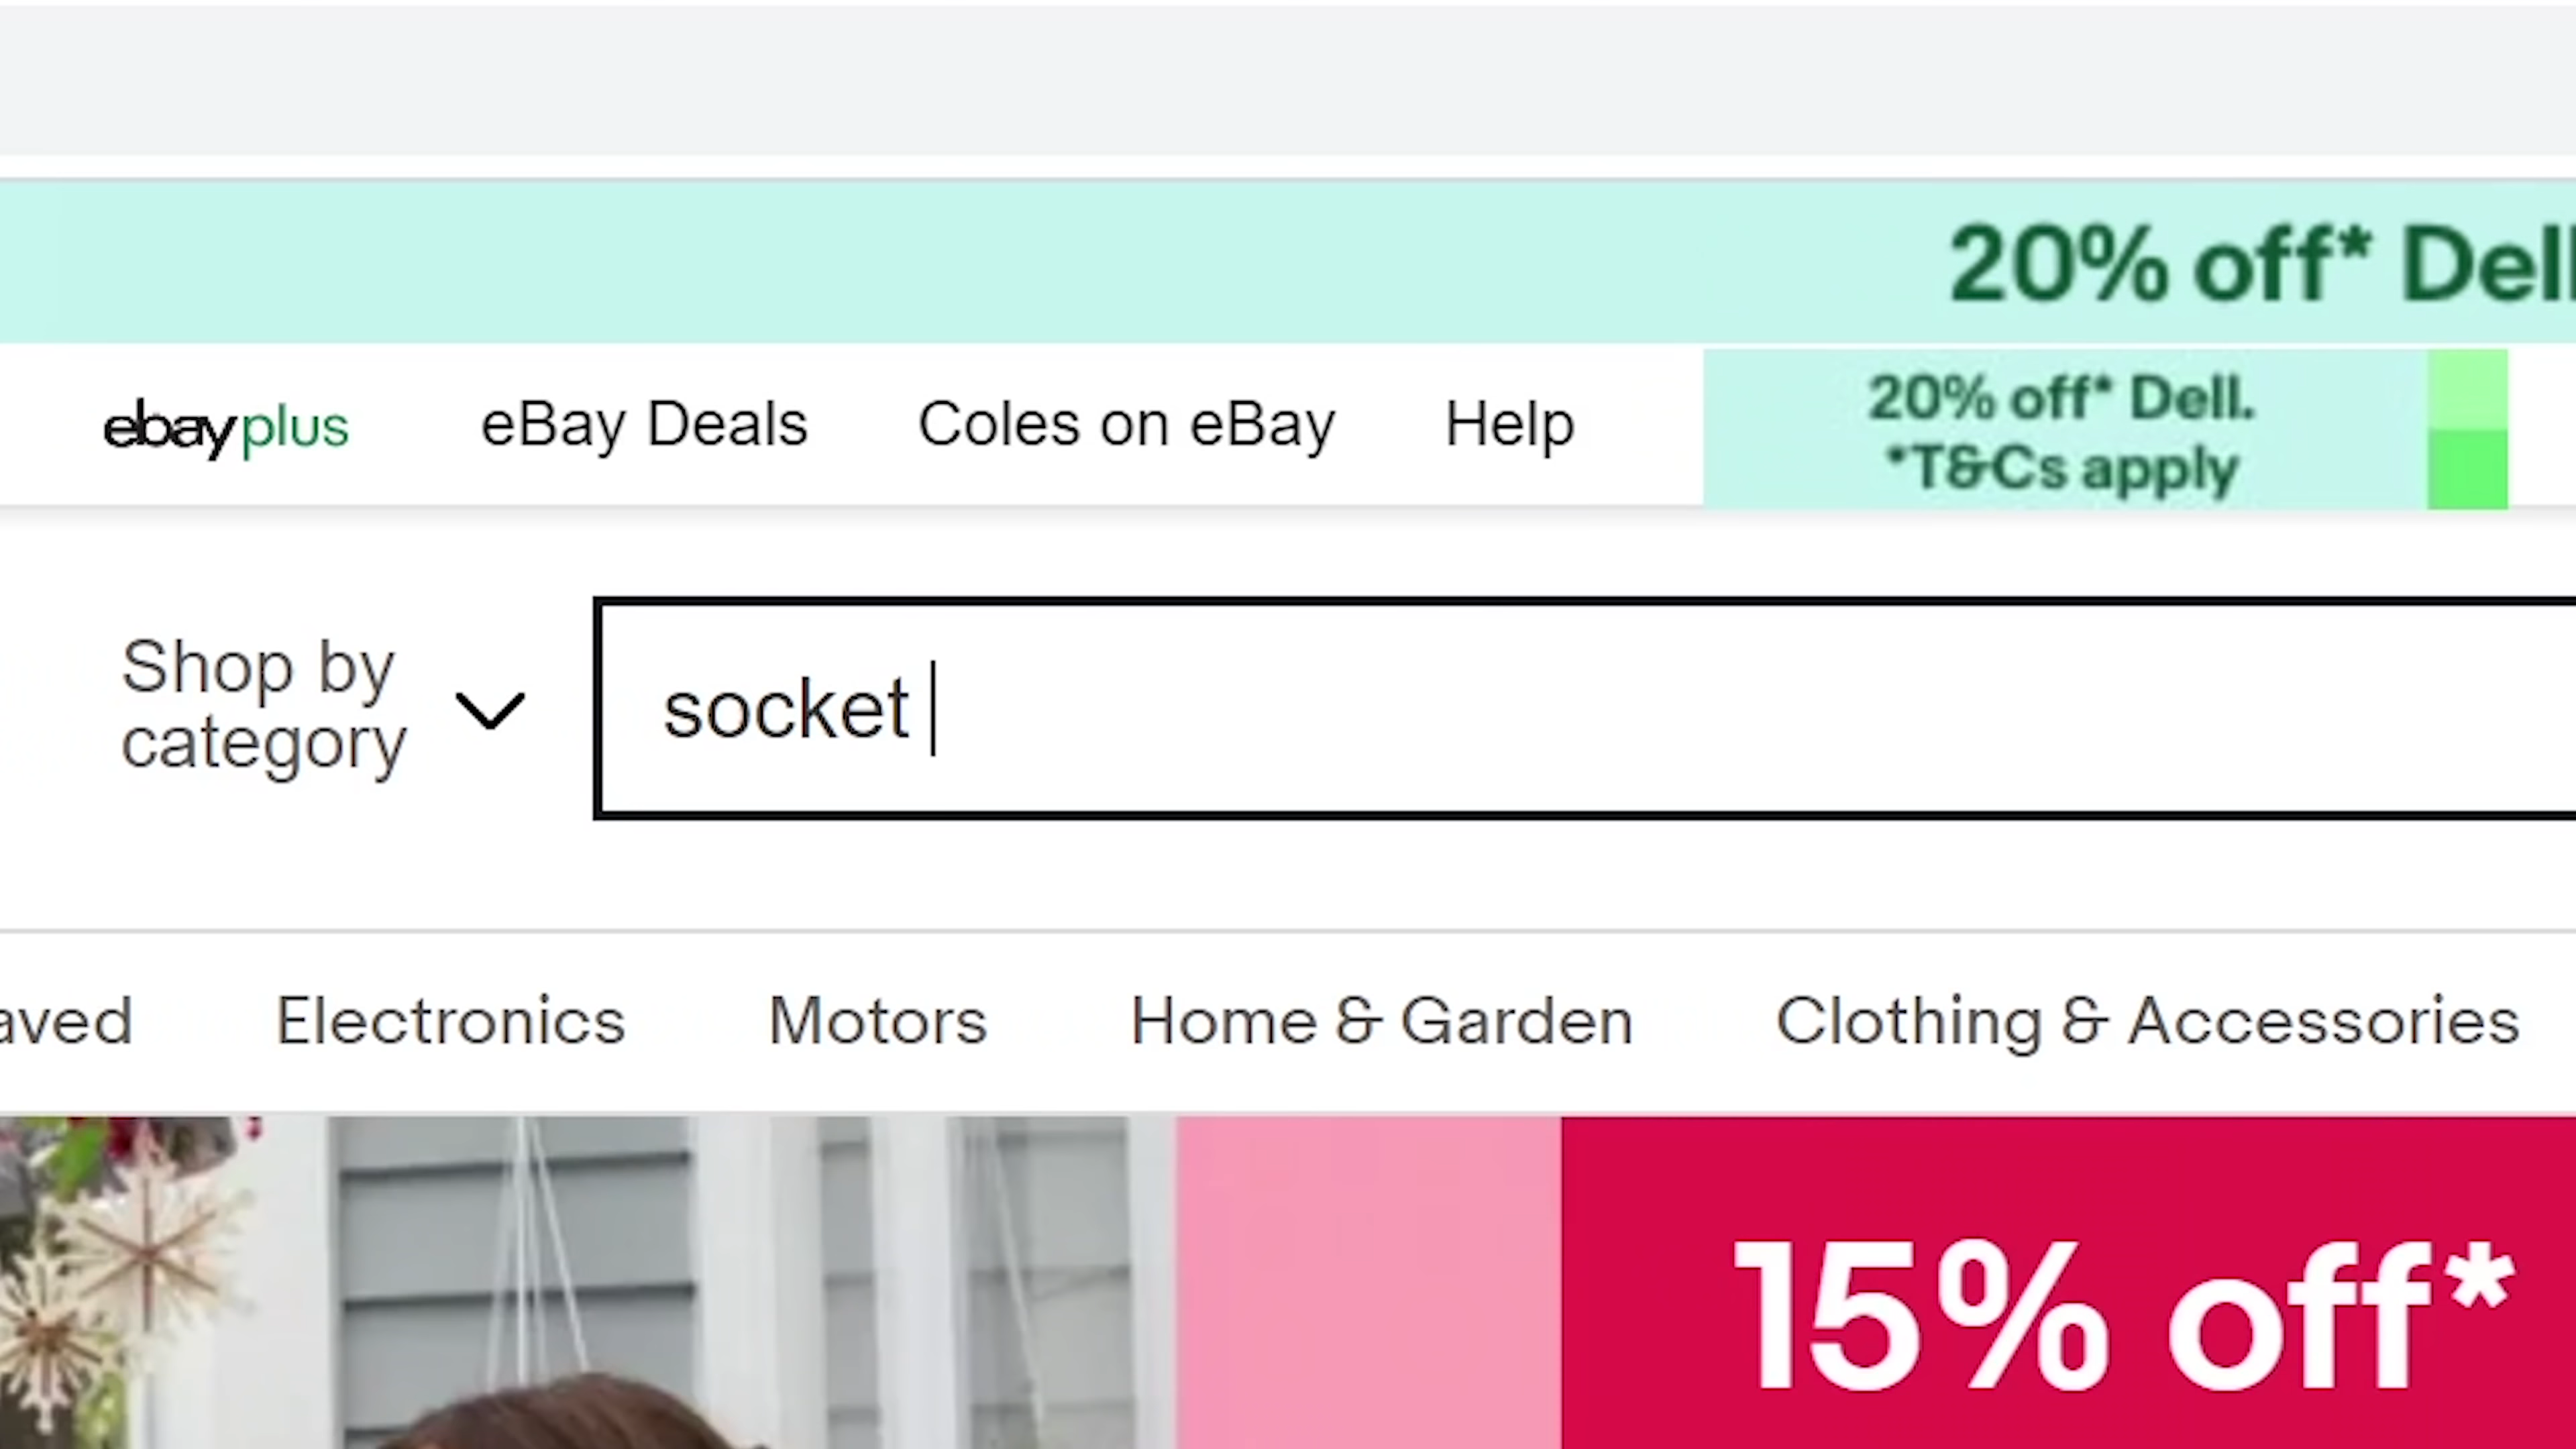 20% off* Dell
ebay plus eBay Deals Coles on eBay Help
20% off* Dell.
*T&Cs apply
Shop by
category
socket
aved Electronics Motors Home & Garden Clothing & Accessories
15% off*